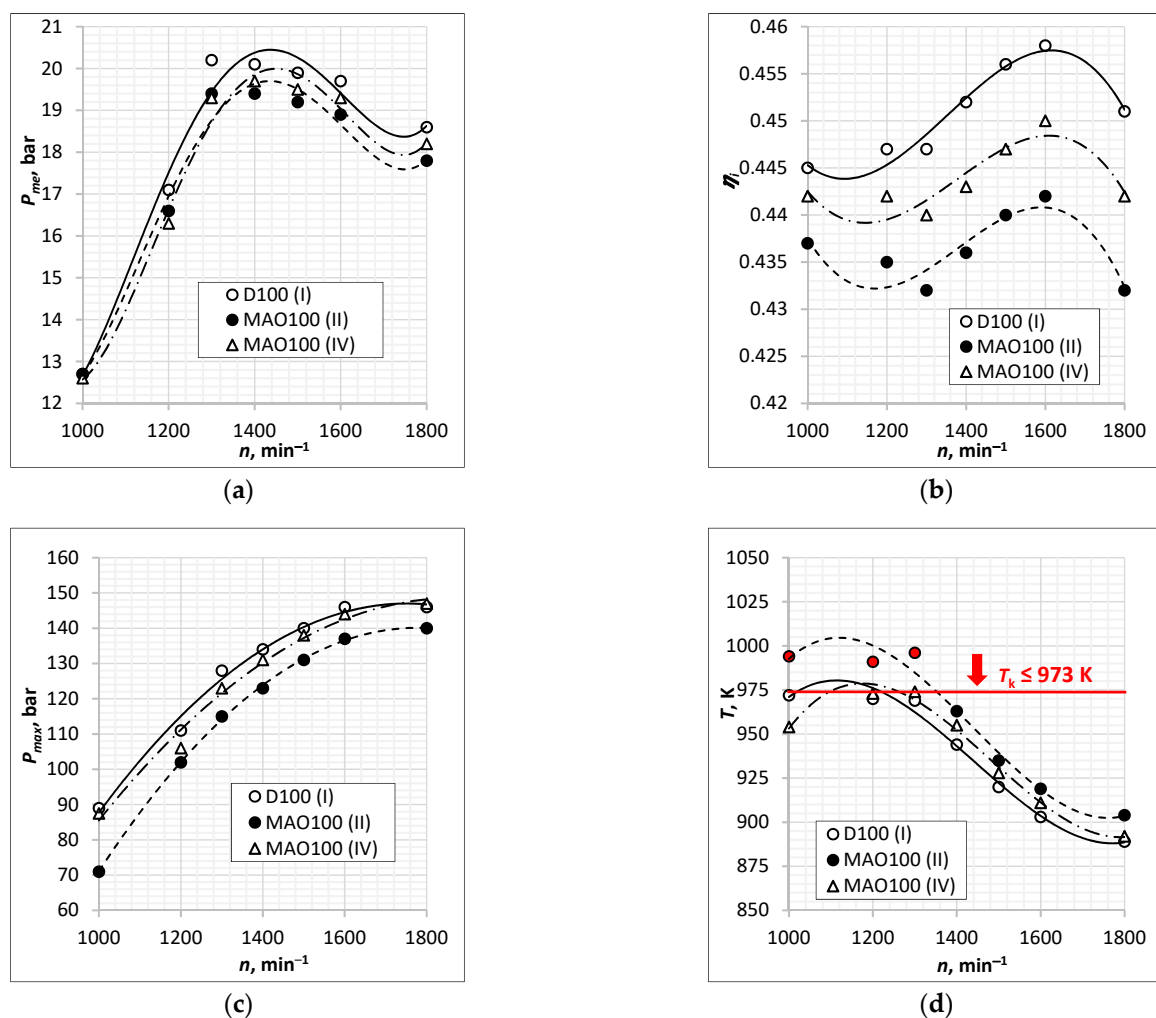 21
20
19
18
17
16
15
14
13
12
P_me, bar
D100 (I)
MAO100 (II)
MAO100 (IV)
1000 1200 1400 1600 1800
n, min⁻¹
(a)
0.46
0.455
0.45
0.445
0.44
0.435
0.43
0.425
0.42
η_i
D100 (I)
MAO100 (II)
MAO100 (IV)
1000 1200 1400 1600 1800
n, min⁻¹
(b)
160
150
140
130
120
110
100
90
80
70
60
P_max, bar
D100 (I)
MAO100 (II)
MAO100 (IV)
1000 1200 1400 1600 1800
n, min⁻¹
(c)
1050
1025
1000
975
950
925
900
875
850
T, K
T_k ≤ 973 K
D100 (I)
MAO100 (II)
MAO100 (IV)
1000 1200 1400 1600 1800
n, min⁻¹
(d)